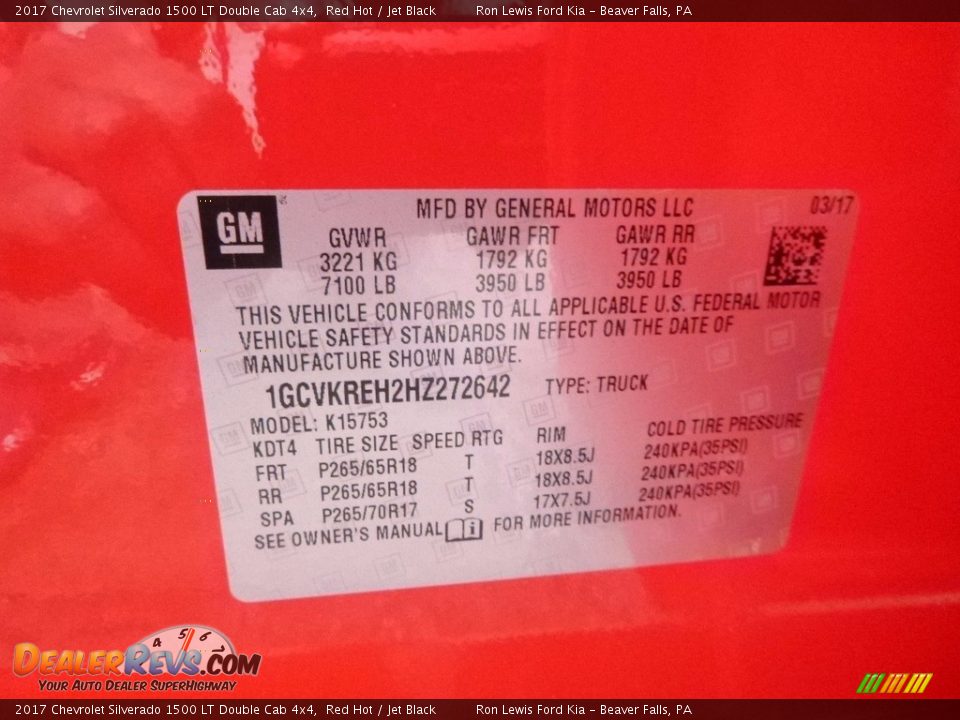 2017 Chevrolet Silverado 1500 LT Double Cab 4x4, Red Hot / Jet Black Ron Lewis Ford Kia - Beaver Falls, PA
GM
MFD BY GENERAL MOTORS LLC 03/17
GVWR GAWR FRT GAWR RR
3221 KG 1792 KG 1792 KG
7100 LB 3950 LB 3950 LB
THIS VEHICLE CONFORMS TO ALL APPLICABLE U.S. FEDERAL MOTOR
VEHICLE SAFETY STANDARDS IN EFFECT ON THE DATE OF
MANUFACTURE SHOWN ABOVE.
1GCVKREH2HZ272642 TYPE: TRUCK
MODEL: K15753
KDT4 TIRE SIZE SPEED RTG RIM COLD TIRE PRESSURE
FRT P265/65R18 T 18X8.5J 240KPA(35PSI)
RR P265/65R18 T 18X8.5J 240KPA(35PSI)
SPA P265/70R17 S 17X7.5J 240KPA(35PSI)
SEE OWNER'S MANUAL i FOR MORE INFORMATION.
4 5 6
DEALERREVS.COM
YOUR AUTO DEALER SUPERHIGHWAY
2017 Chevrolet Silverado 1500 LT Double Cab 4x4, Red Hot / Jet Black Ron Lewis Ford Kia - Beaver Falls, PA